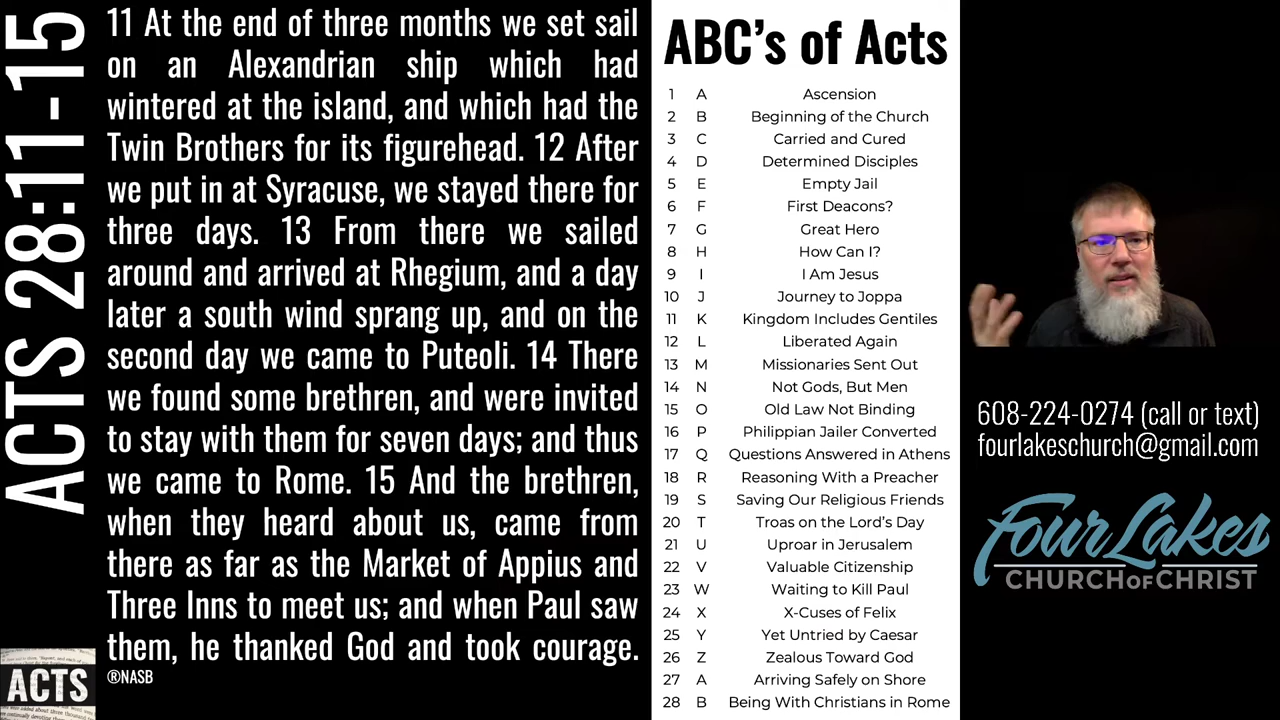 ACTS 28:11-15
11 At the end of three months we set sail
on an Alexandrian ship which had
wintered at the island, and which had the
Twin Brothers for its figurehead. 12 After
we put in at Syracuse, we stayed there for
three days. 13 From there we sailed
around and arrived at Rhegium, and a day
later a south wind sprang up, and on the
second day we came to Puteoli. 14 There
we found some brethren, and were invited
to stay with them for seven days; and thus
we came to Rome. 15 And the brethren,
when they heard about us, came from
there as far as the Market of Appius and
Three Inns to meet us; and when Paul saw
them, he thanked God and took courage.
®NASB
ACTS
ABC's of Acts
1 A Ascension
2 B Beginning of the Church
3 C Carried and Cured
4 D Determined Disciples
5 E Empty Jail
6 F First Deacons?
7 G Great Hero
8 H How Can I?
9 I I Am Jesus
10 J Journey to Joppa
11 K Kingdom Includes Gentiles
12 L Liberated Again
13 M Missionaries Sent Out
14 N Not Gods, But Men
15 O Old Law Not Binding
16 P Philippian Jailer Converted
17 Q Questions Answered in Athens
18 R Reasoning With a Preacher
19 S Saving Our Religious Friends
20 T Troas on the Lord's Day
21 U Uproar in Jerusalem
22 V Valuable Citizenship
23 W Waiting to Kill Paul
24 X X-Cuses of Felix
25 Y Yet Untried by Caesar
26 Z Zealous Toward God
27 A Arriving Safely on Shore
28 B Being With Christians in Rome
608-224-0274 (call or text)
fourlakeschurch@gmail.com
Four Lakes
CHURCH OF CHRIST